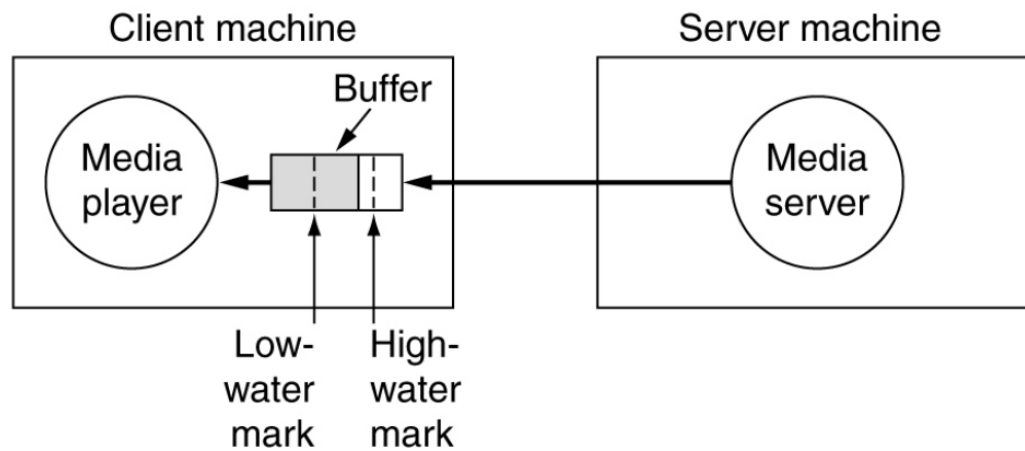 Client machine
Server machine
Buffer
Media
player
Media
server
Low-
water
mark
High-
water
mark